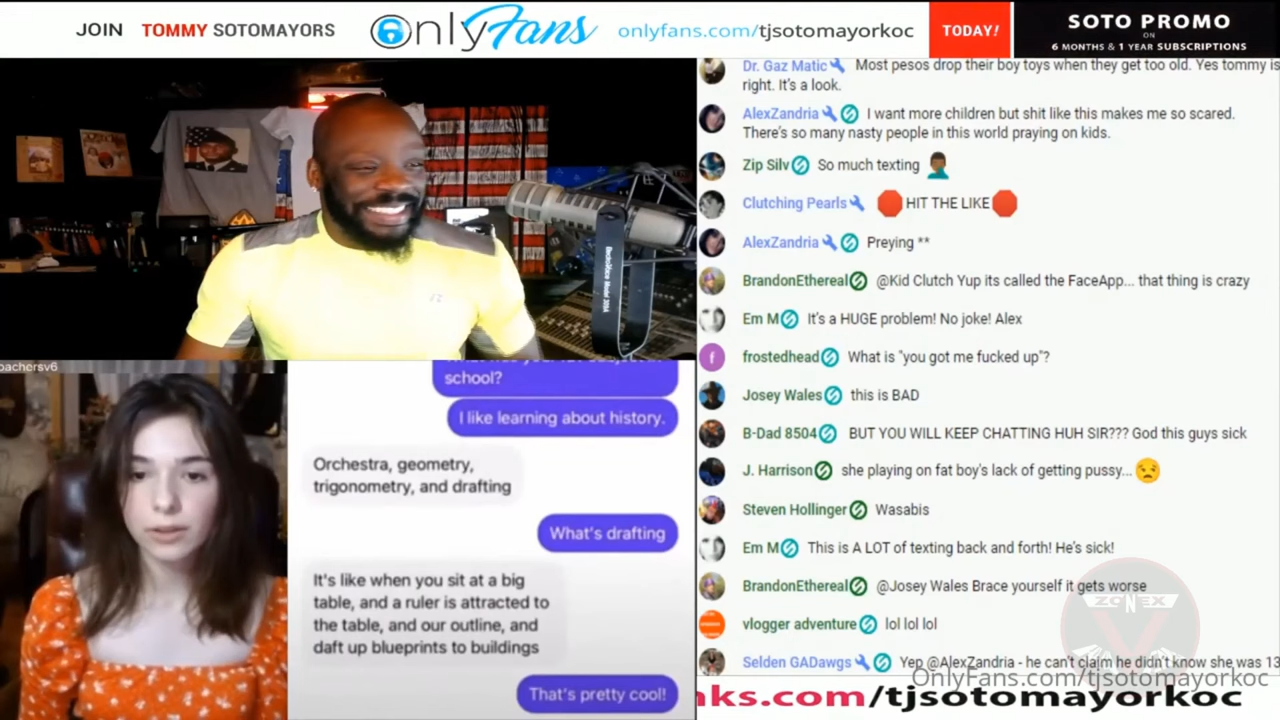 JOIN TOMMY SOTOMAYORS OnlyFans onlyfans.com/tjsotomayorkoc TODAY!
SOTO PROMO
ON
6 MONTHS & 1 YEAR SUBSCRIPTIONS
Dr. Gaz Matic Most pesos drop their boy toys when they get too old. Yes tommy is
right. It's a look.
AlexZandria I want more children but shit like this makes me so scared.
There's so many nasty people in this world praying on kids.
Zip Silv So much texting
Clutching Pearls HIT THE LIKE
AlexZandria Preying **
BrandonEthereal @Kid Clutch Yup its called the FaceApp... that thing is crazy
Em M It's a HUGE problem! No joke! Alex
frostedhead What is "you got me fucked up"?
Josey Wales this is BAD
B-Dad 8504 BUT YOU WILL KEEP CHATTING HUH SIR??? God this guys sick
J. Harrison she playing on fat boy's lack of getting pussy...
Steven Hollinger Wasabis
Em M This is A LOT of texting back and forth! He's sick!
BrandonEthereal @Josey Wales Brace yourself it gets worse
vlogger adventure lol lol lol
Selden GADawgs Yep @AlexZandria - he can't claim he didn't know she was 13
f
ElectroVoice Model 309A
school?
I like learning about history.
Orchestra, geometry,
trigonometry, and drafting
What's drafting
It's like when you sit at a big
table, and a ruler is attracted to
the table, and our outline, and
daft up blueprints to buildings
That's pretty cool!
ZONEX
OnlyFans.com/tjsotomayorkoc
nks.com/tjsotomayorkoc